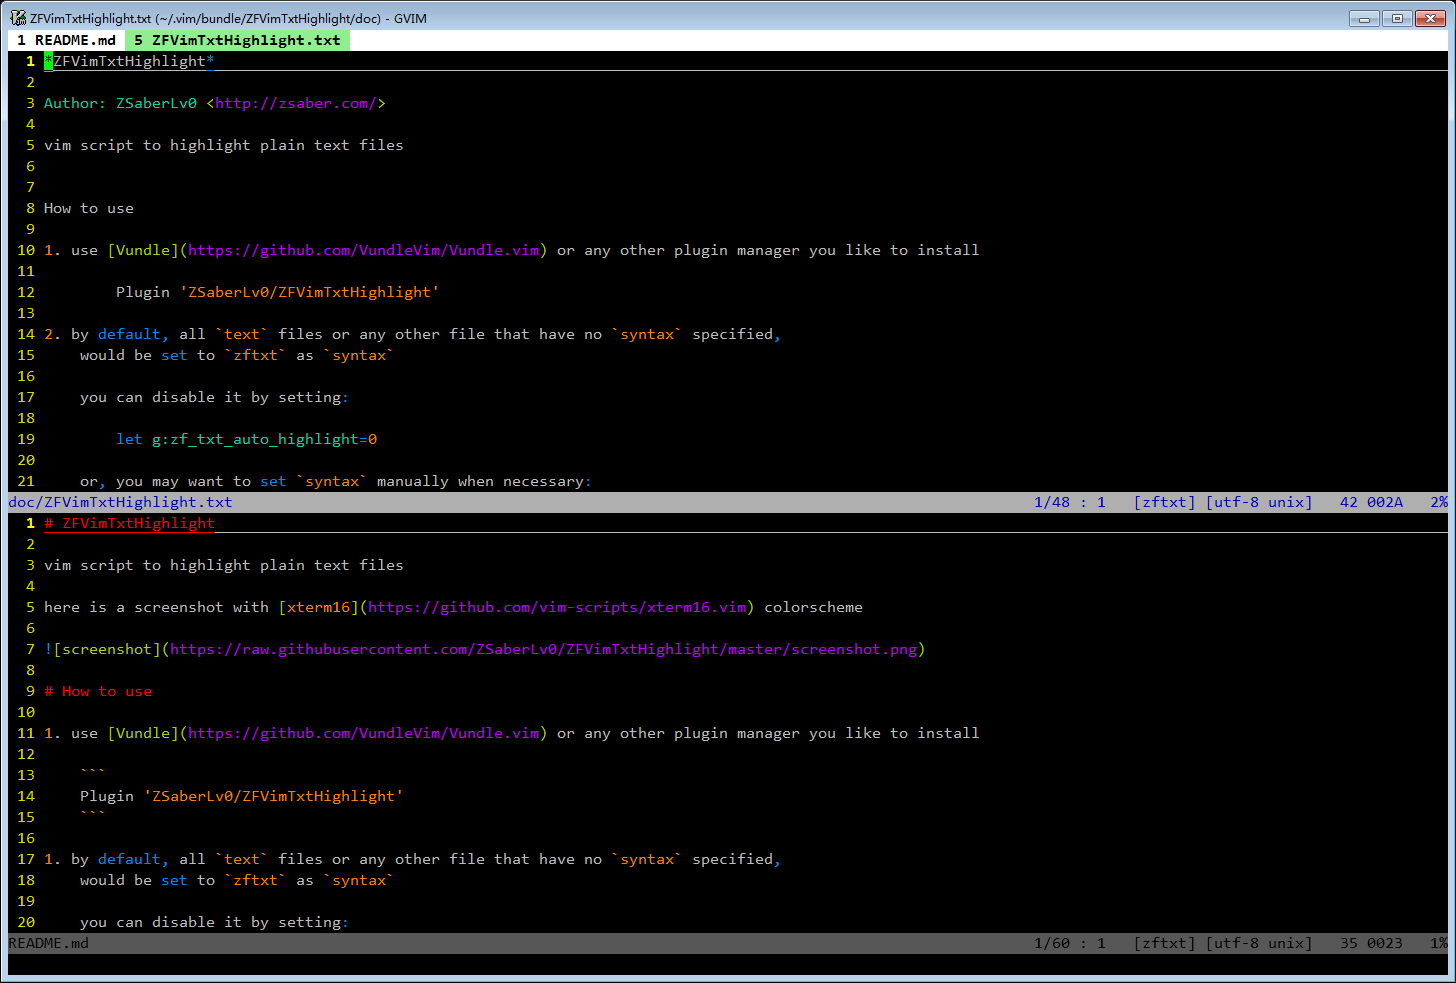 ZFVimTxtHighlight.txt (~/.vim/bundle/ZFVimTxtHighlight/doc) - GVIM
1 README.md  5 ZFVimTxtHighlight.txt
1 *ZFVimTxtHighlight*
2
3 Author: ZSaberLv0 <http://zsaber.com/>
4
5 vim script to highlight plain text files
6
7
8 How to use
9
10 1. use [Vundle](https://github.com/VundleVim/Vundle.vim) or any other plugin manager you like to install
11
12         Plugin 'ZSaberLv0/ZFVimTxtHighlight'
13
14 2. by default, all `text` files or any other file that have no `syntax` specified,
15     would be set to `zftxt` as `syntax`
16
17     you can disable it by setting:
18
19         let g:zf_txt_auto_highlight=0
20
21     or, you may want to set `syntax` manually when necessary:
doc/ZFVimTxtHighlight.txt 1/48 : 1 [zftxt] [utf-8 unix] 42 002A 2%
1 # ZFVimTxtHighlight
2
3 vim script to highlight plain text files
4
5 here is a screenshot with [xterm16](https://github.com/vim-scripts/xterm16.vim) colorscheme
6
7 ![screenshot](https://raw.githubusercontent.com/ZSaberLv0/ZFVimTxtHighlight/master/screenshot.png)
8
9 # How to use
10
11 1. use [Vundle](https://github.com/VundleVim/Vundle.vim) or any other plugin manager you like to install
12
13     ```
14     Plugin 'ZSaberLv0/ZFVimTxtHighlight'
15     ```
16
17 1. by default, all `text` files or any other file that have no `syntax` specified,
18     would be set to `zftxt` as `syntax`
19
20     you can disable it by setting:
README.md 1/60 : 1 [zftxt] [utf-8 unix] 35 0023 1%